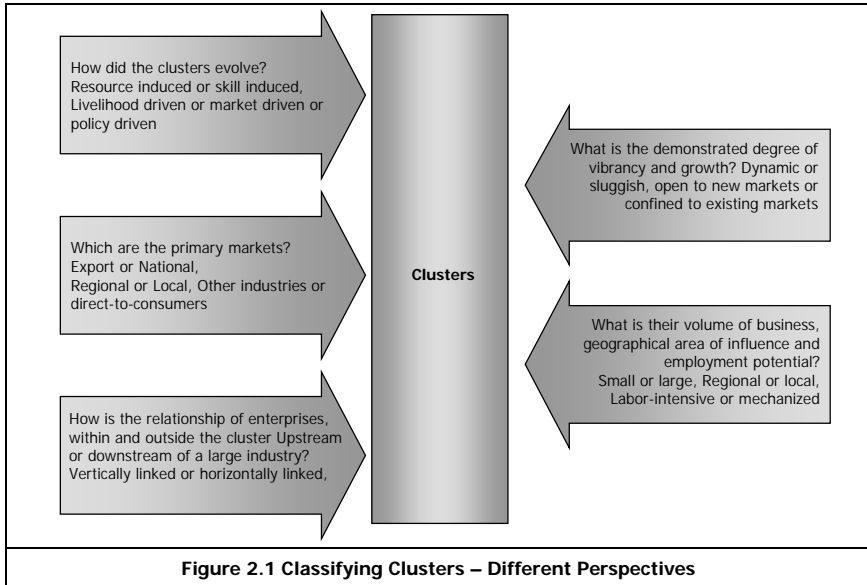 How did the clusters evolve?
Resource induced or skill induced,
Livelihood driven or market driven or
policy driven
Which are the primary markets?
Export or National,
Regional or Local, Other industries or
direct-to-consumers
How is the relationship of enterprises,
within and outside the cluster Upstream
or downstream of a large industry?
Vertically linked or horizontally linked,
Clusters
What is the demonstrated degree of
vibrancy and growth? Dynamic or
sluggish, open to new markets or
confined to existing markets
What is their volume of business,
geographical area of influence and
employment potential?
Small or large, Regional or local,
Labor-intensive or mechanized
Figure 2.1 Classifying Clusters – Different Perspectives